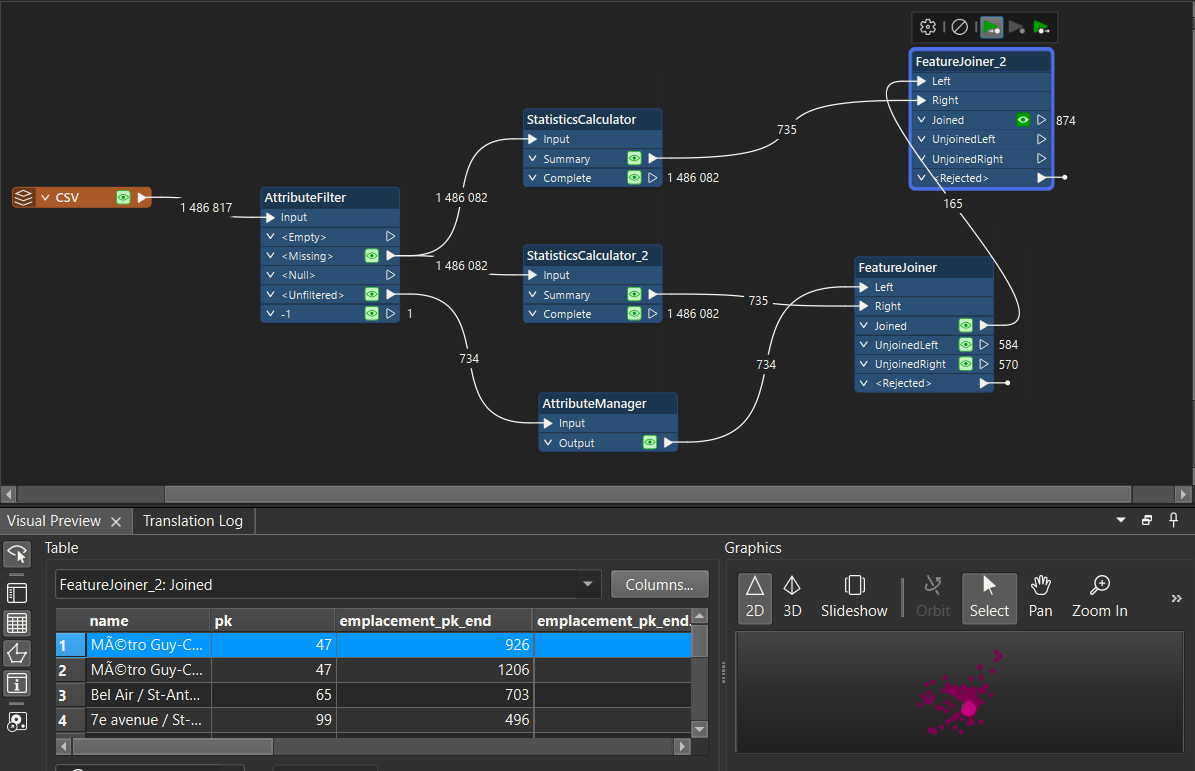 FeatureJoiner_2
Left
Right
Joined
874
UnjoinedLeft
UnjoinedRight
<Rejected>
165
StatisticsCalculator
Input
Summary
735
Complete
1 486 082
CSV
1 486 817
1 486 082
AttributeFilter
Input
<Empty>
<Missing>
<Null>
<Unfiltered>
-1
1
1 486 082
StatisticsCalculator_2
Input
Summary
735
Complete
1 486 082
FeatureJoiner
Left
Right
Joined
UnjoinedLeft
584
UnjoinedRight
570
<Rejected>
734
734
AttributeManager
Input
Output
Visual Preview
Translation Log
Table
FeatureJoiner_2: Joined
Columns...
name pk emplacement_pk_end emplacement_pk_end.
1 MÃ©tro Guy-C... 47 926
2 MÃ©tro Guy-C... 47 1206
3 Bel Air / St-Ant... 65 703
4 7e avenue / St-... 99 496
Graphics
2D
3D
Slideshow
Orbit
Select
Pan
Zoom In
»